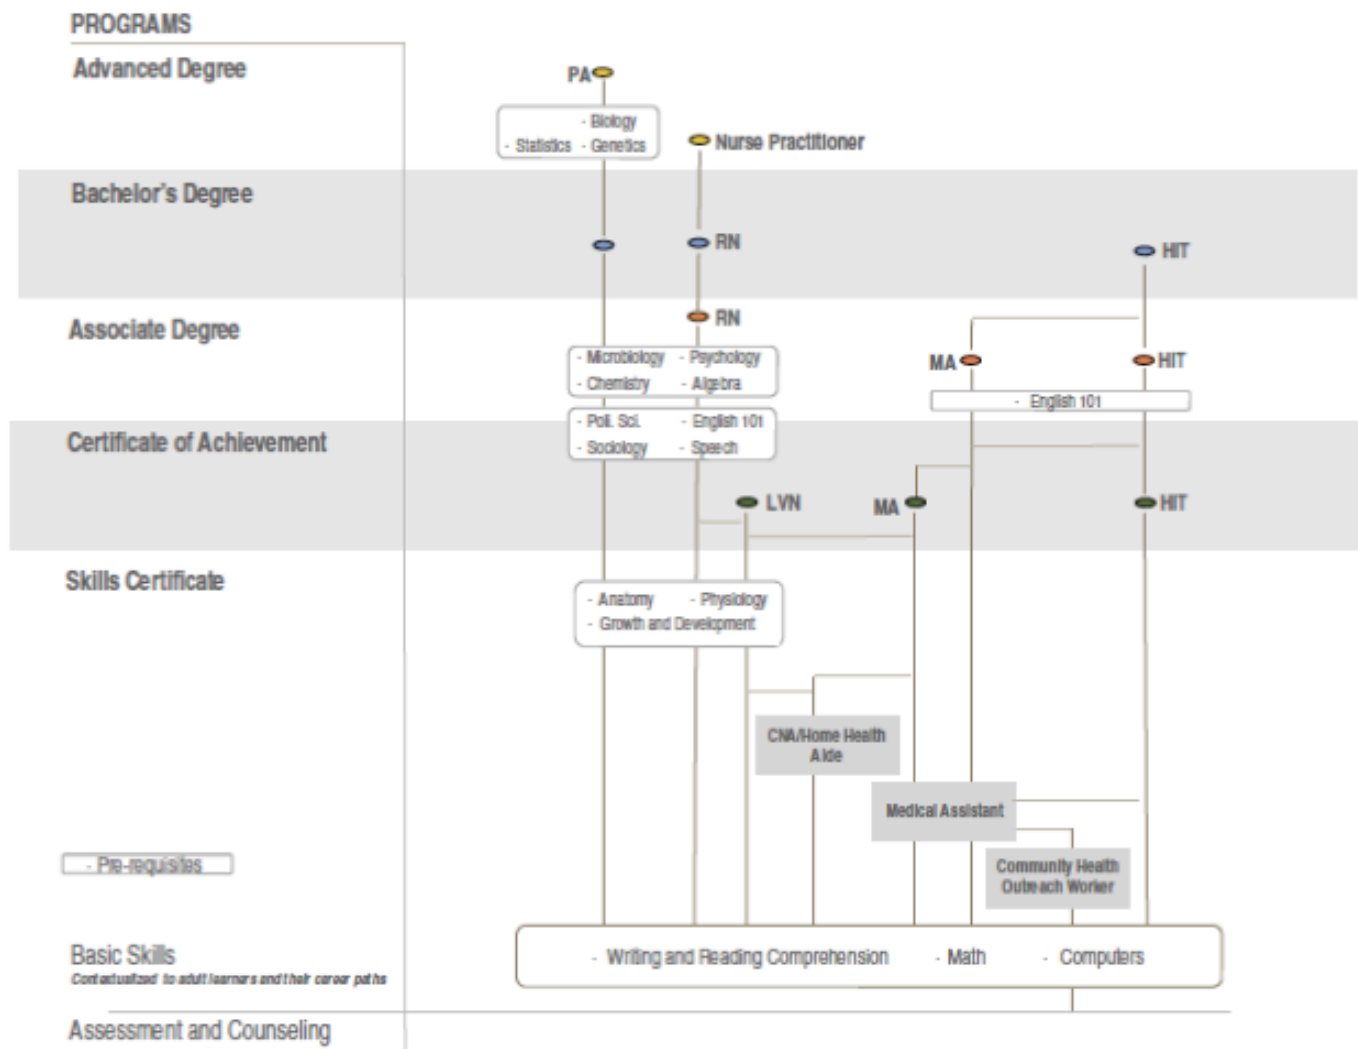 PROGRAMS
Advanced Degree
PA
- Biology
- Statistics - Genetics
Nurse Practitioner
Bachelor's Degree
RN
HIT
Associate Degree
RN
- Microbiology - Psychology
- Chemistry - Algebra
MA
HIT
- English 101
- Poli. Sci. - English 101
- Sociology - Speech
Certificate of Achievement
LVN
MA
HIT
Skills Certificate
- Anatomy - Physiology
- Growth and Development
CNA/Home Health
Aide
Medical Assistant
Community Health
Outreach Worker
- Pre-requisites
Basic Skills
Contextualized to adult learners and their career paths
- Writing and Reading Comprehension - Math - Computers
Assessment and Counseling